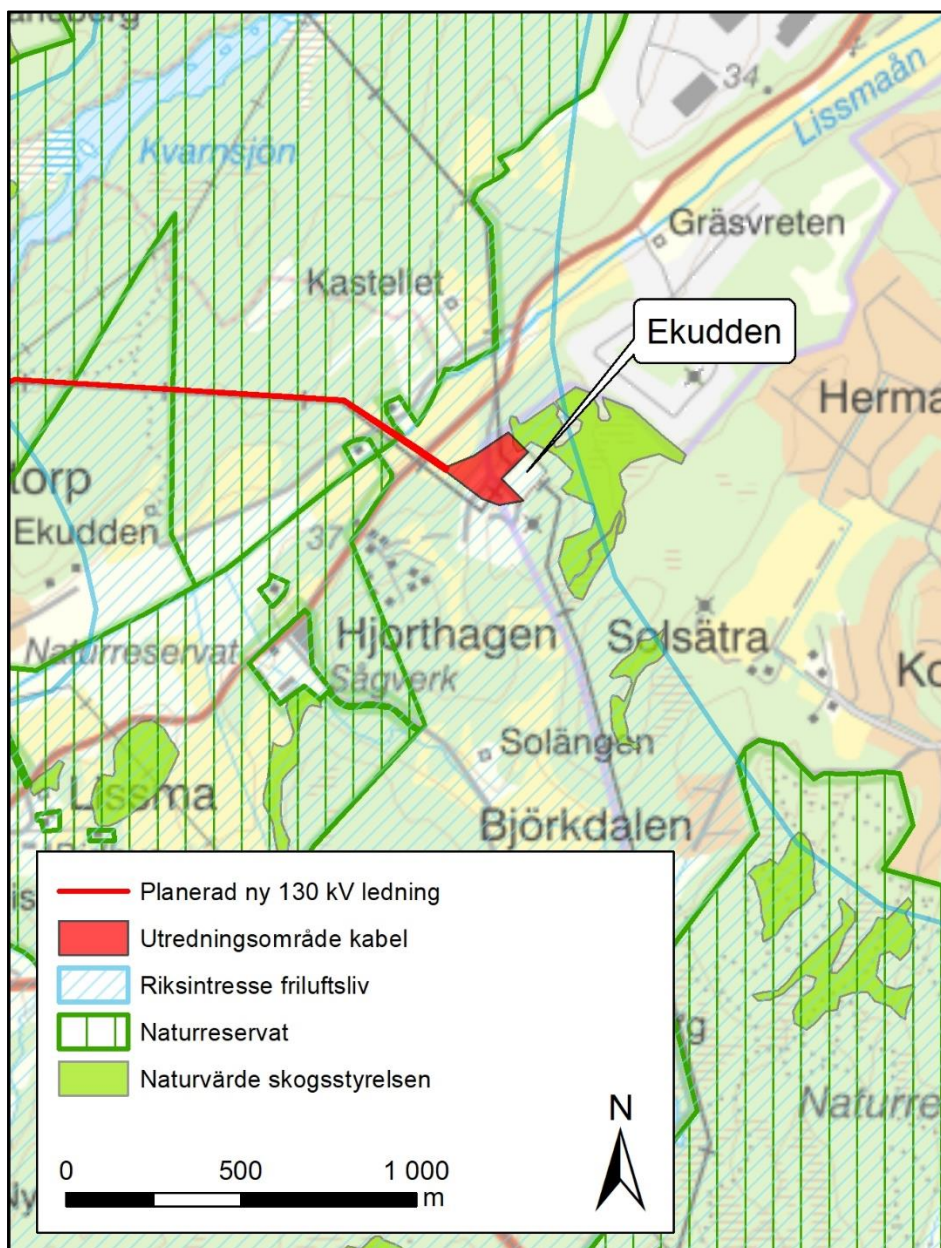 Kvarnsjön
34
Lissmaån
Gräsvreten
Kastellet
Ekudden
Herma
torp
Ekudden
37
Hjorthagen
Solsätra
Naturreservat
Sågverk
Ko
Solängen
Lissma
Björkdalen
Planerad ny 130 kV ledning
Utredningsområde kabel
Riksintresse friluftsliv
Naturreservat
Naturvärde skogsstyrelsen
Naturre
N
0 500 1 000
m